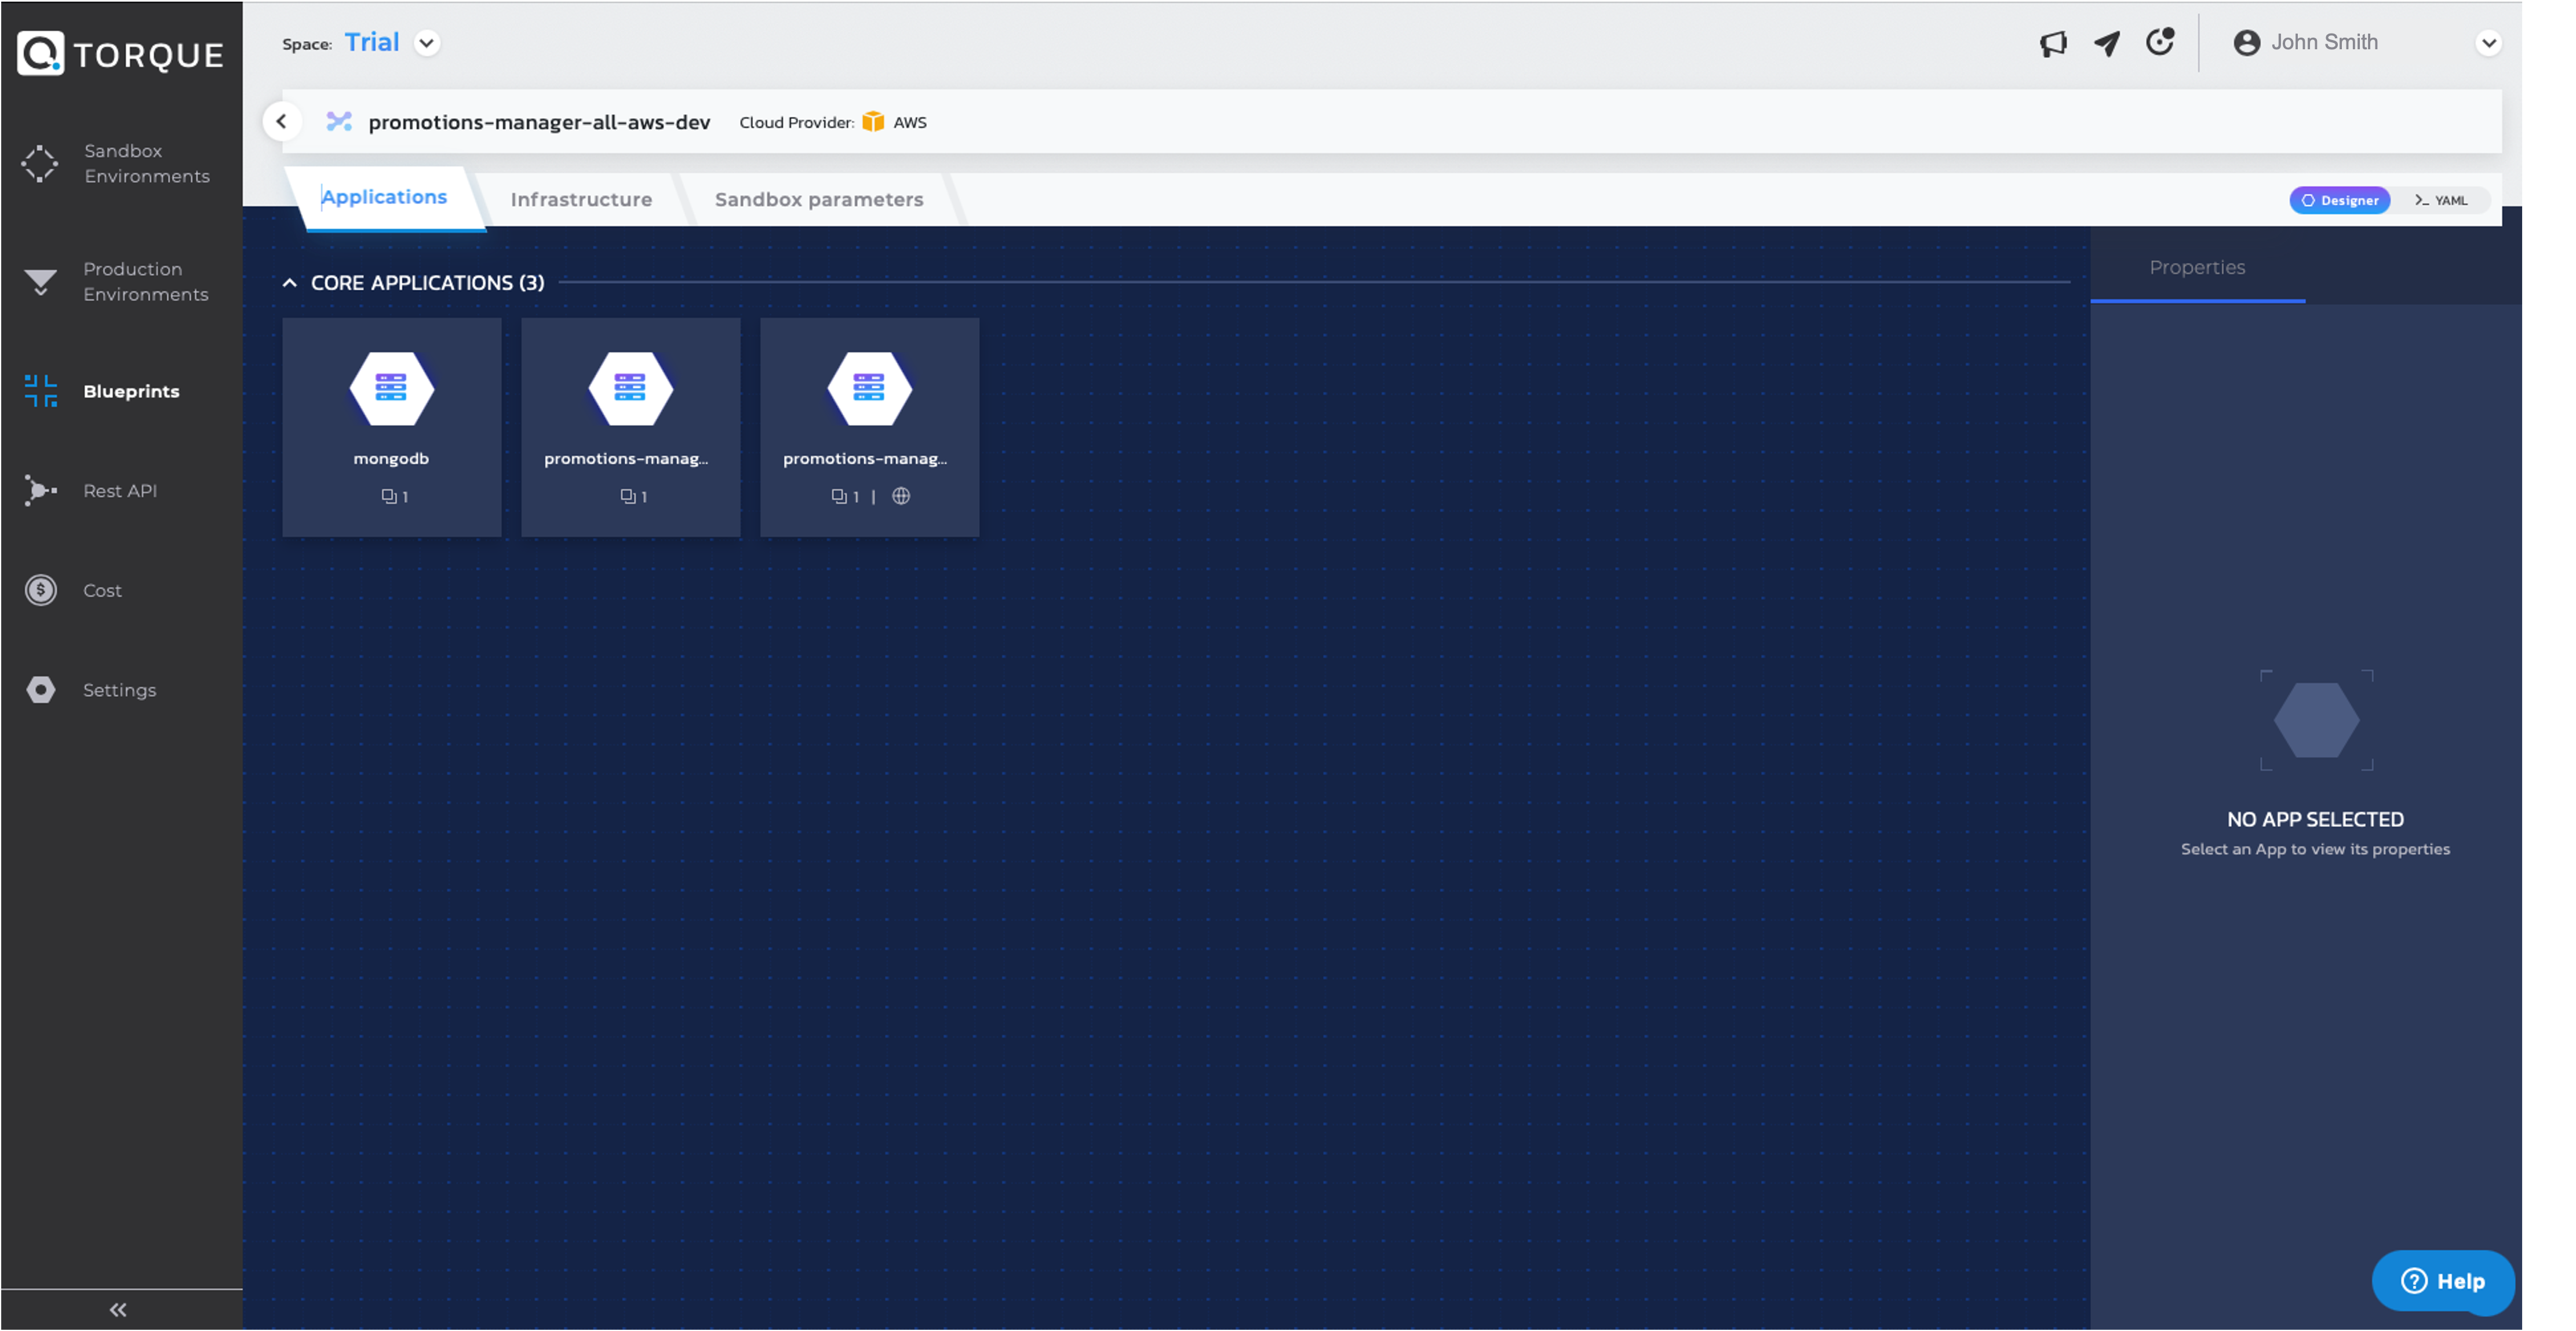 TORQUE
Space: Trial
John Smith
promotions-manager-all-aws-dev Cloud Provider: AWS
Applications
Infrastructure
Sandbox parameters
Designer
>_ YAML
Sandbox
Environments
Production
Environments
Blueprints
Rest API
Cost
Settings
CORE APPLICATIONS (3)
mongodb
1
promotions-manag...
1
promotions-manag...
1 |
Properties
NO APP SELECTED
Select an App to view its properties
Help